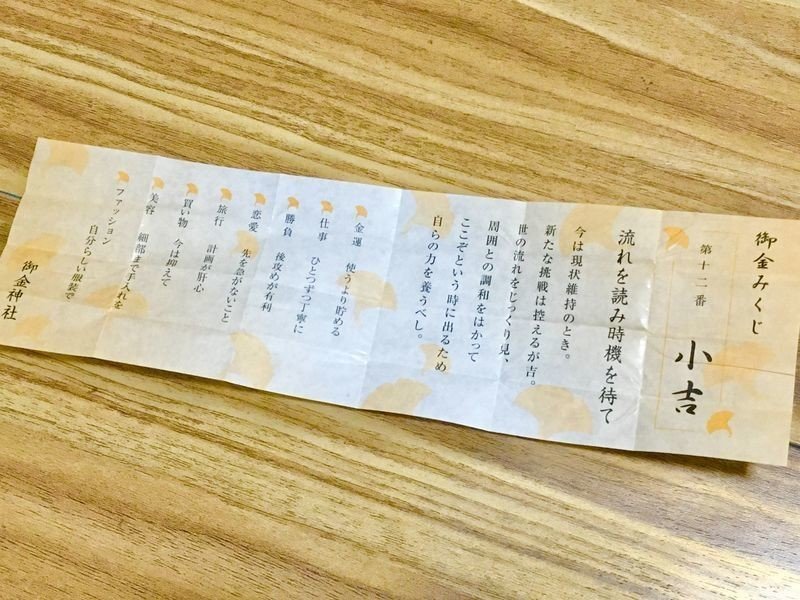 御金みくじ
第十二番
小吉
流れを読み時機を待て
今は現状維持のとき。
新たな挑戦は控えるが吉。
世の流れをじっくり見、
周囲との調和をはかって
ここぞという時に出るため
自らの力を養うべし。
金運 使うより貯める
仕事 ひとつずつ丁寧に
勝負 後攻めが有利
恋愛 先を急がないこと
旅行 計画が肝心
買い物 今は抑えて
美容 細部まで手入れを
ファッション
自分らしい服装で
御金神社